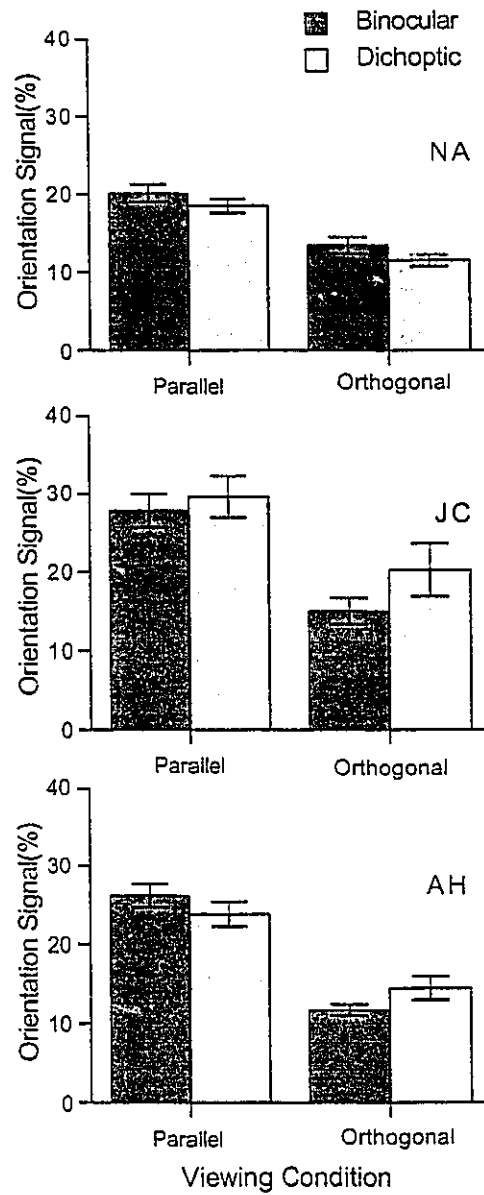 Binocular
Dichoptic
Orientation Signal(%)
40
30
20
10
0
NA
Parallel Orthogonal
Orientation Signal(%)
40
30
20
10
0
JC
Parallel Orthogonal
Orientation Signal(%)
40
30
20
10
0
AH
Parallel Orthogonal
Viewing Condition